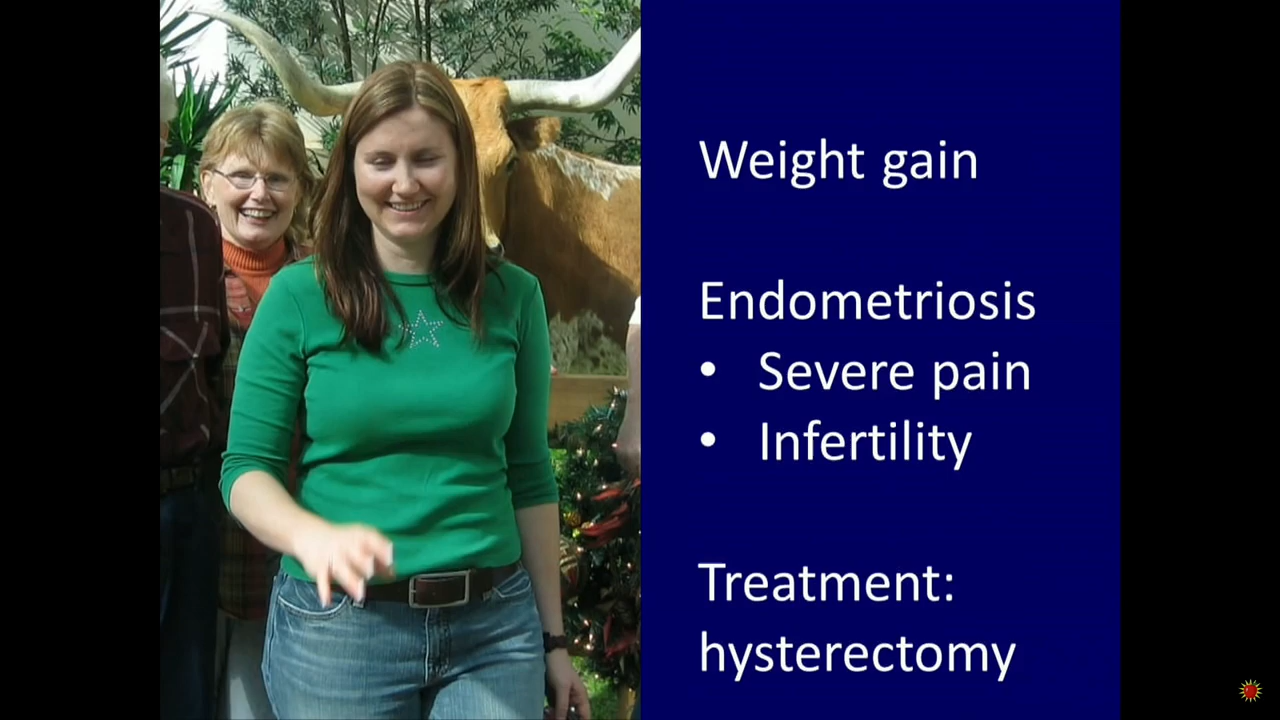 Weight gain
Endometriosis
• Severe pain
• Infertility
Treatment:
hysterectomy